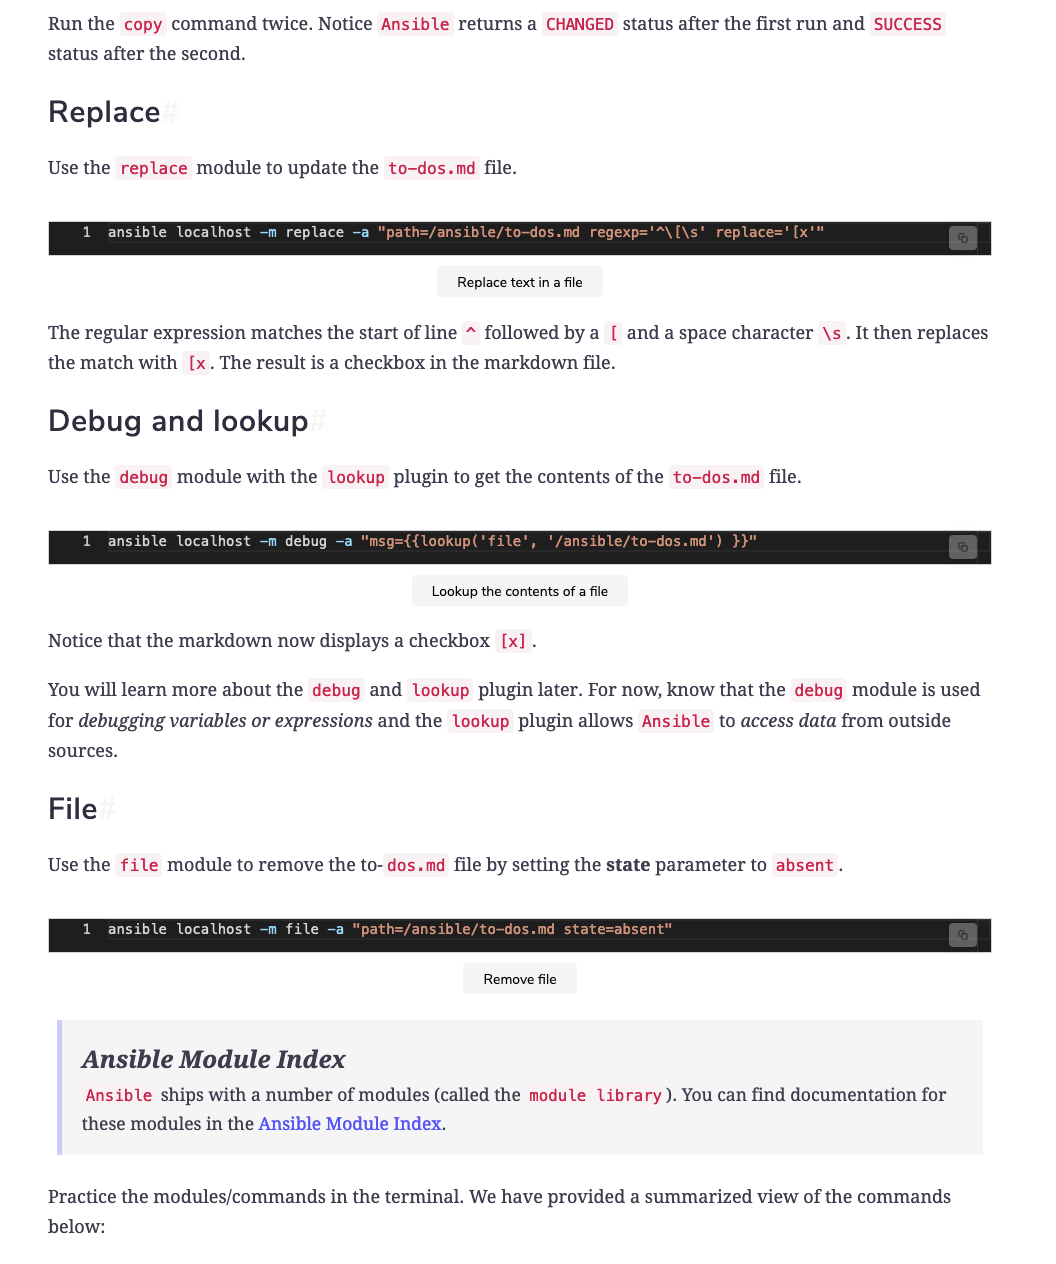 Run the copy command twice. Notice Ansible returns a CHANGED status after the first run and SUCCESS
status after the second.
Replace#
Use the replace module to update the to-dos.md file.
1 ansible localhost -m replace -a "path=/ansible/to-dos.md regexp='^\[\s' replace='[x'"
Replace text in a file
The regular expression matches the start of line ^ followed by a [ and a space character \s. It then replaces
the match with [x. The result is a checkbox in the markdown file.
Debug and lookup#
Use the debug module with the lookup plugin to get the contents of the to-dos.md file.
1 ansible localhost -m debug -a "msg={{lookup('file', '/ansible/to-dos.md') }}"
Lookup the contents of a file
Notice that the markdown now displays a checkbox [x].
You will learn more about the debug and lookup plugin later. For now, know that the debug module is used
for debugging variables or expressions and the lookup plugin allows Ansible to access data from outside
sources.
File#
Use the file module to remove the to-dos.md file by setting the state parameter to absent.
1 ansible localhost -m file -a "path=/ansible/to-dos.md state=absent"
Remove file
Ansible Module Index
Ansible ships with a number of modules (called the module library). You can find documentation for
these modules in the Ansible Module Index.
Practice the modules/commands in the terminal. We have provided a summarized view of the commands
below: